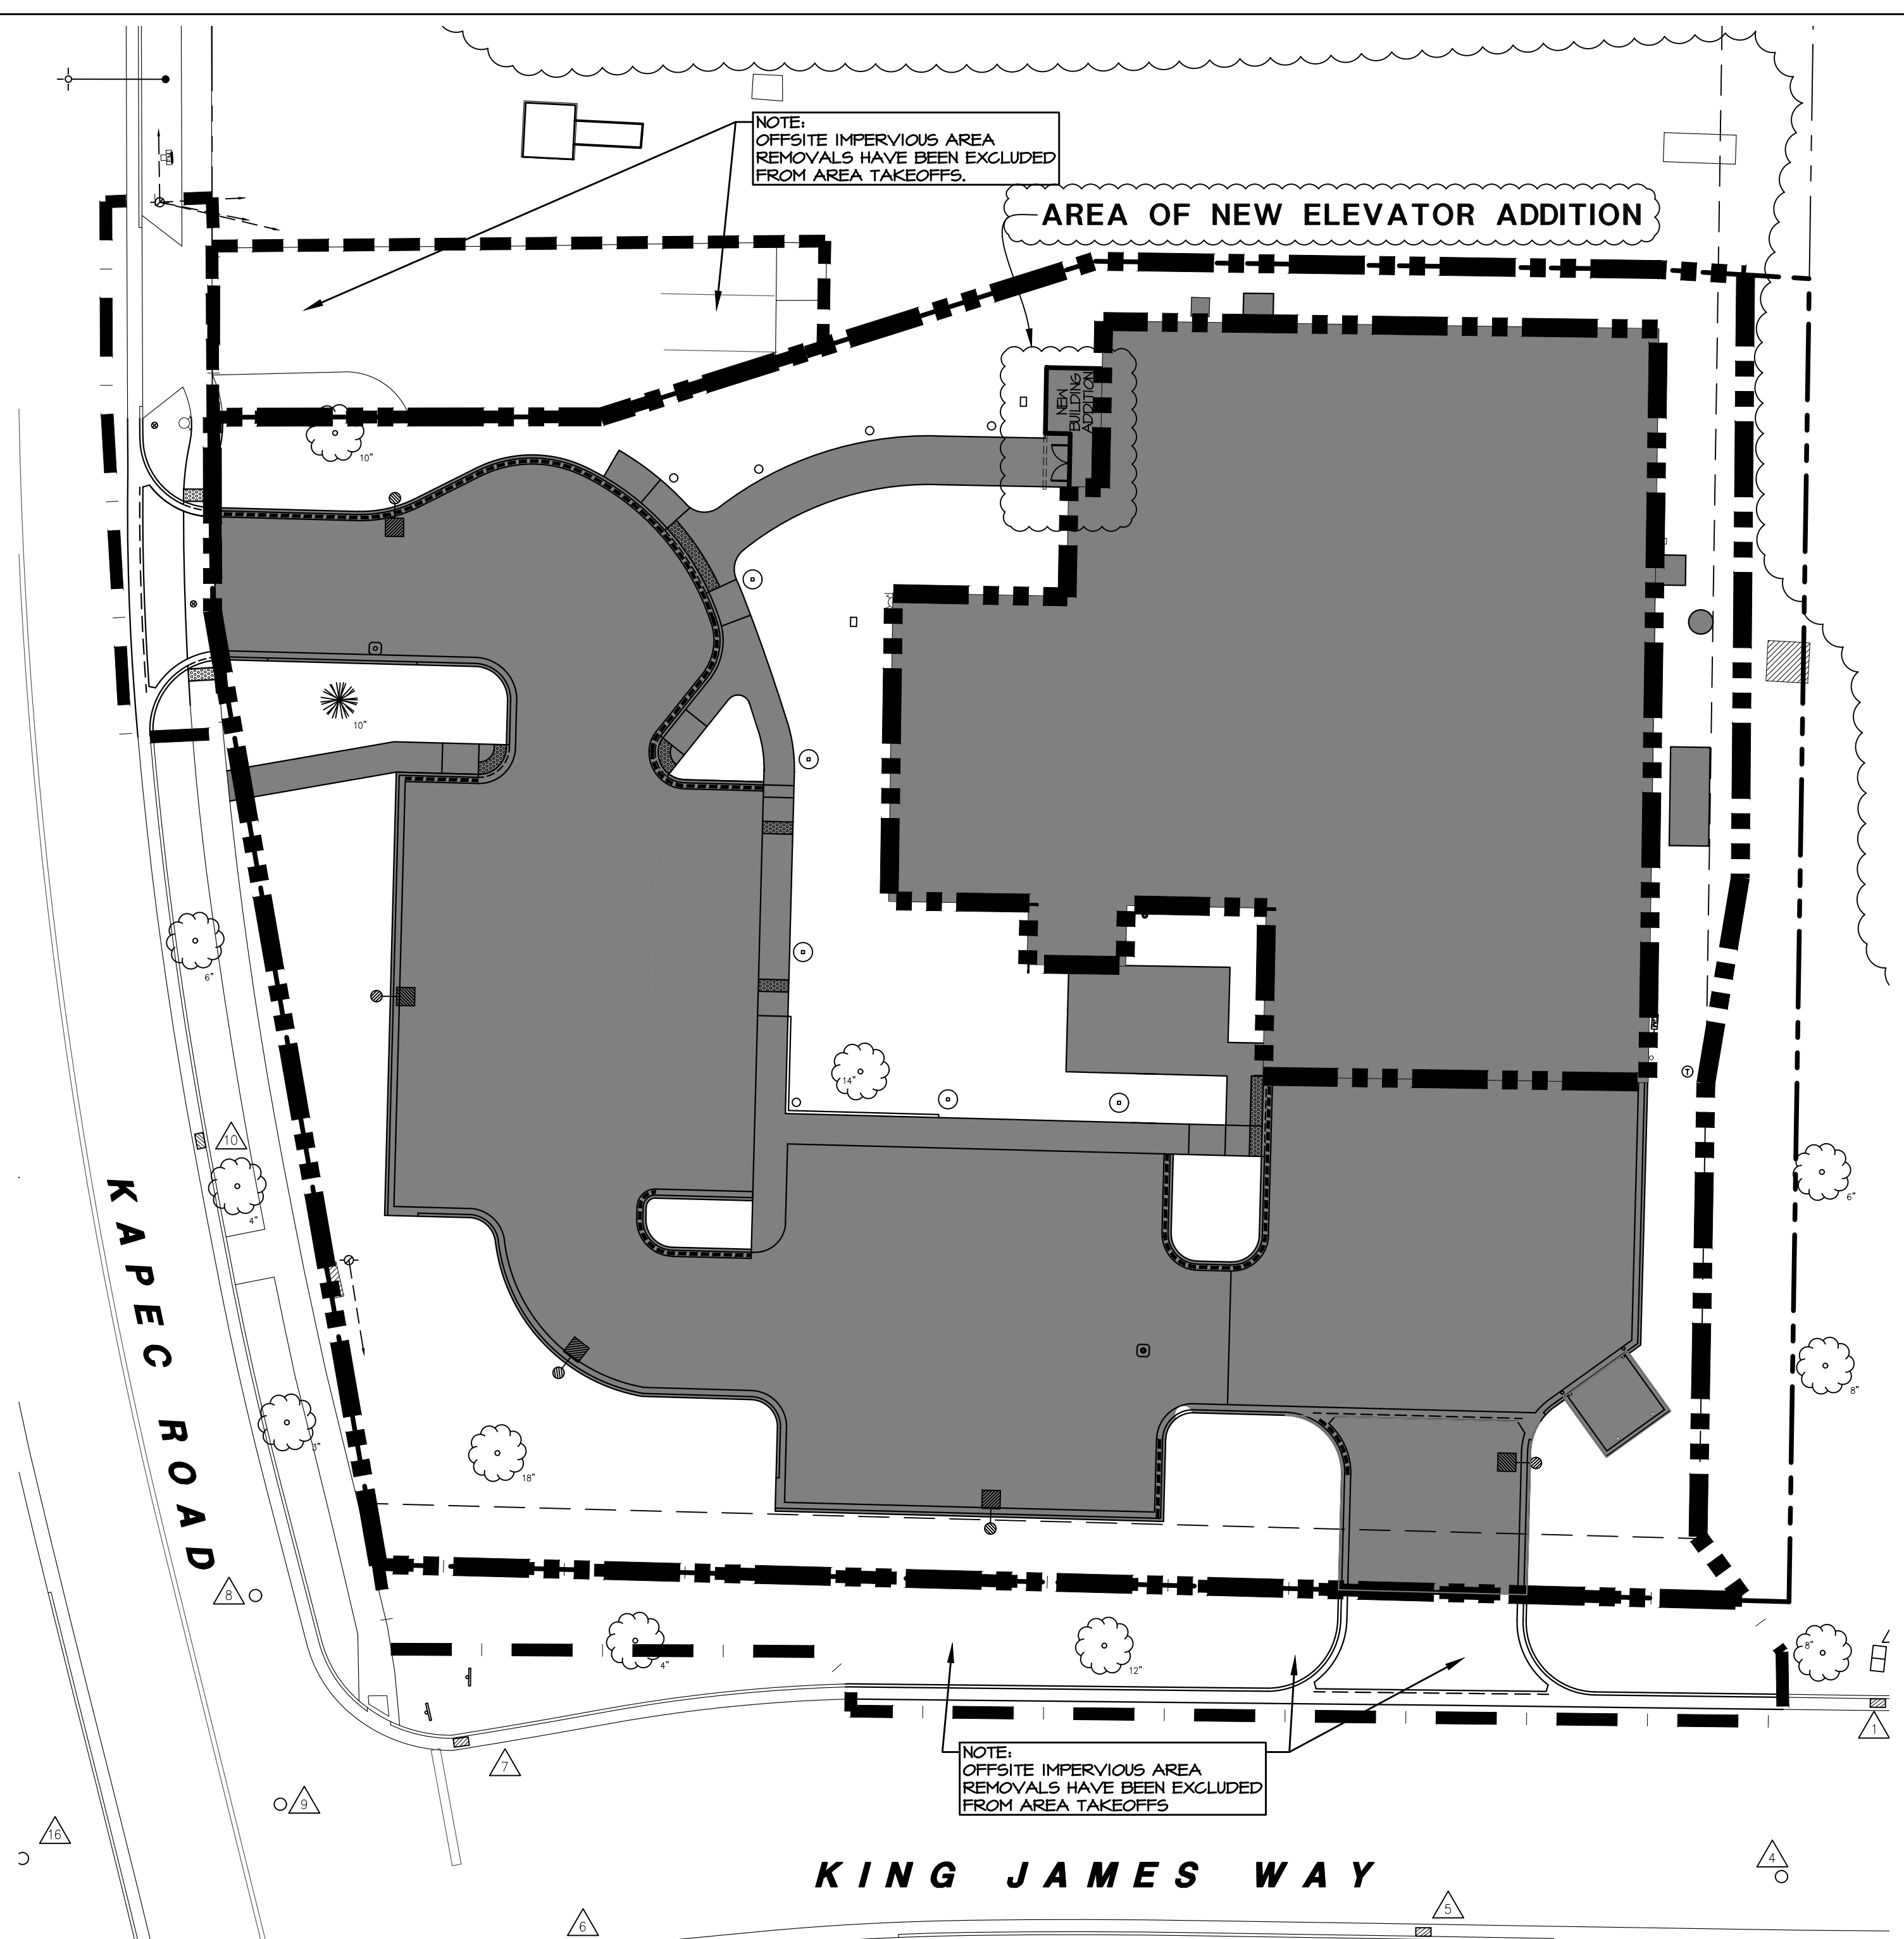 NOTE:
OFFSITE IMPERVIOUS AREA
REMOVALS HAVE BEEN EXCLUDED
FROM AREA TAKEOFFS.
AREA OF NEW ELEVATOR ADDITION
NEW
BUILDING
ADDITION
10"
10"
6"
14"
T
10
4"
6"
8"
3"
18"
KAPEC ROAD
8
4"
12"
8"
1
7
NOTE:
OFFSITE IMPERVIOUS AREA
REMOVALS HAVE BEEN EXCLUDED
FROM AREA TAKEOFFS
9
16
4
KING JAMES WAY
5
6